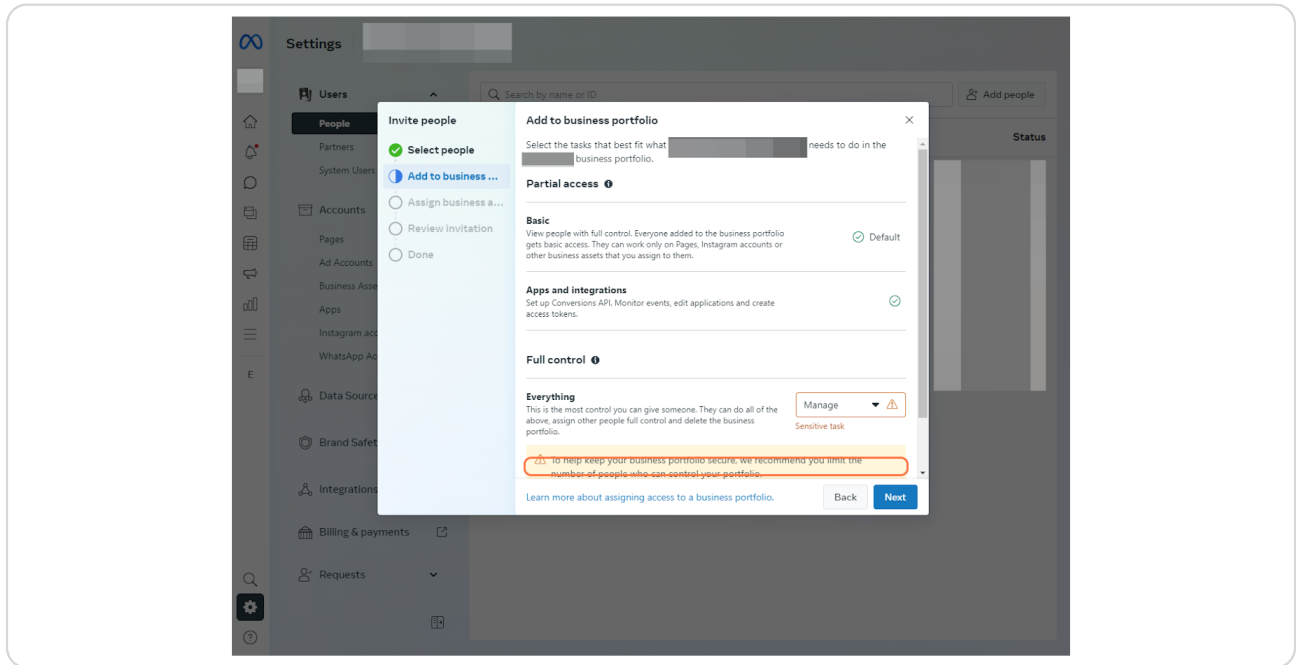 Settings
Users
Search by name or ID
Add people
People
Partners
System Users
Accounts
Pages
Ad Accounts
Business Asse
Apps
Instagram acc
WhatsApp Ac
E
Data Source
Brand Safet
Integrations
Billing & payments
Requests
Status
Invite people
Select people
Add to business ...
Assign business a...
Review invitation
Done
Add to business portfolio
Select the tasks that best fit what needs to do in the
business portfolio.
Partial access
Basic
View people with full control. Everyone added to the business portfolio
gets basic access. They can work only on Pages, Instagram accounts or
other business assets that you assign to them.
Default
Apps and integrations
Set up Conversions API. Monitor events, edit applications and create
access tokens.
Full control
Everything
This is the most control you can give someone. They can do all of the
above, assign other people full control and delete the business
portfolio.
Manage
Sensitive task
To help keep your business portfolio secure, we recommend you limit the
number of people who can control your portfolio.
Learn more about assigning access to a business portfolio.
Back
Next